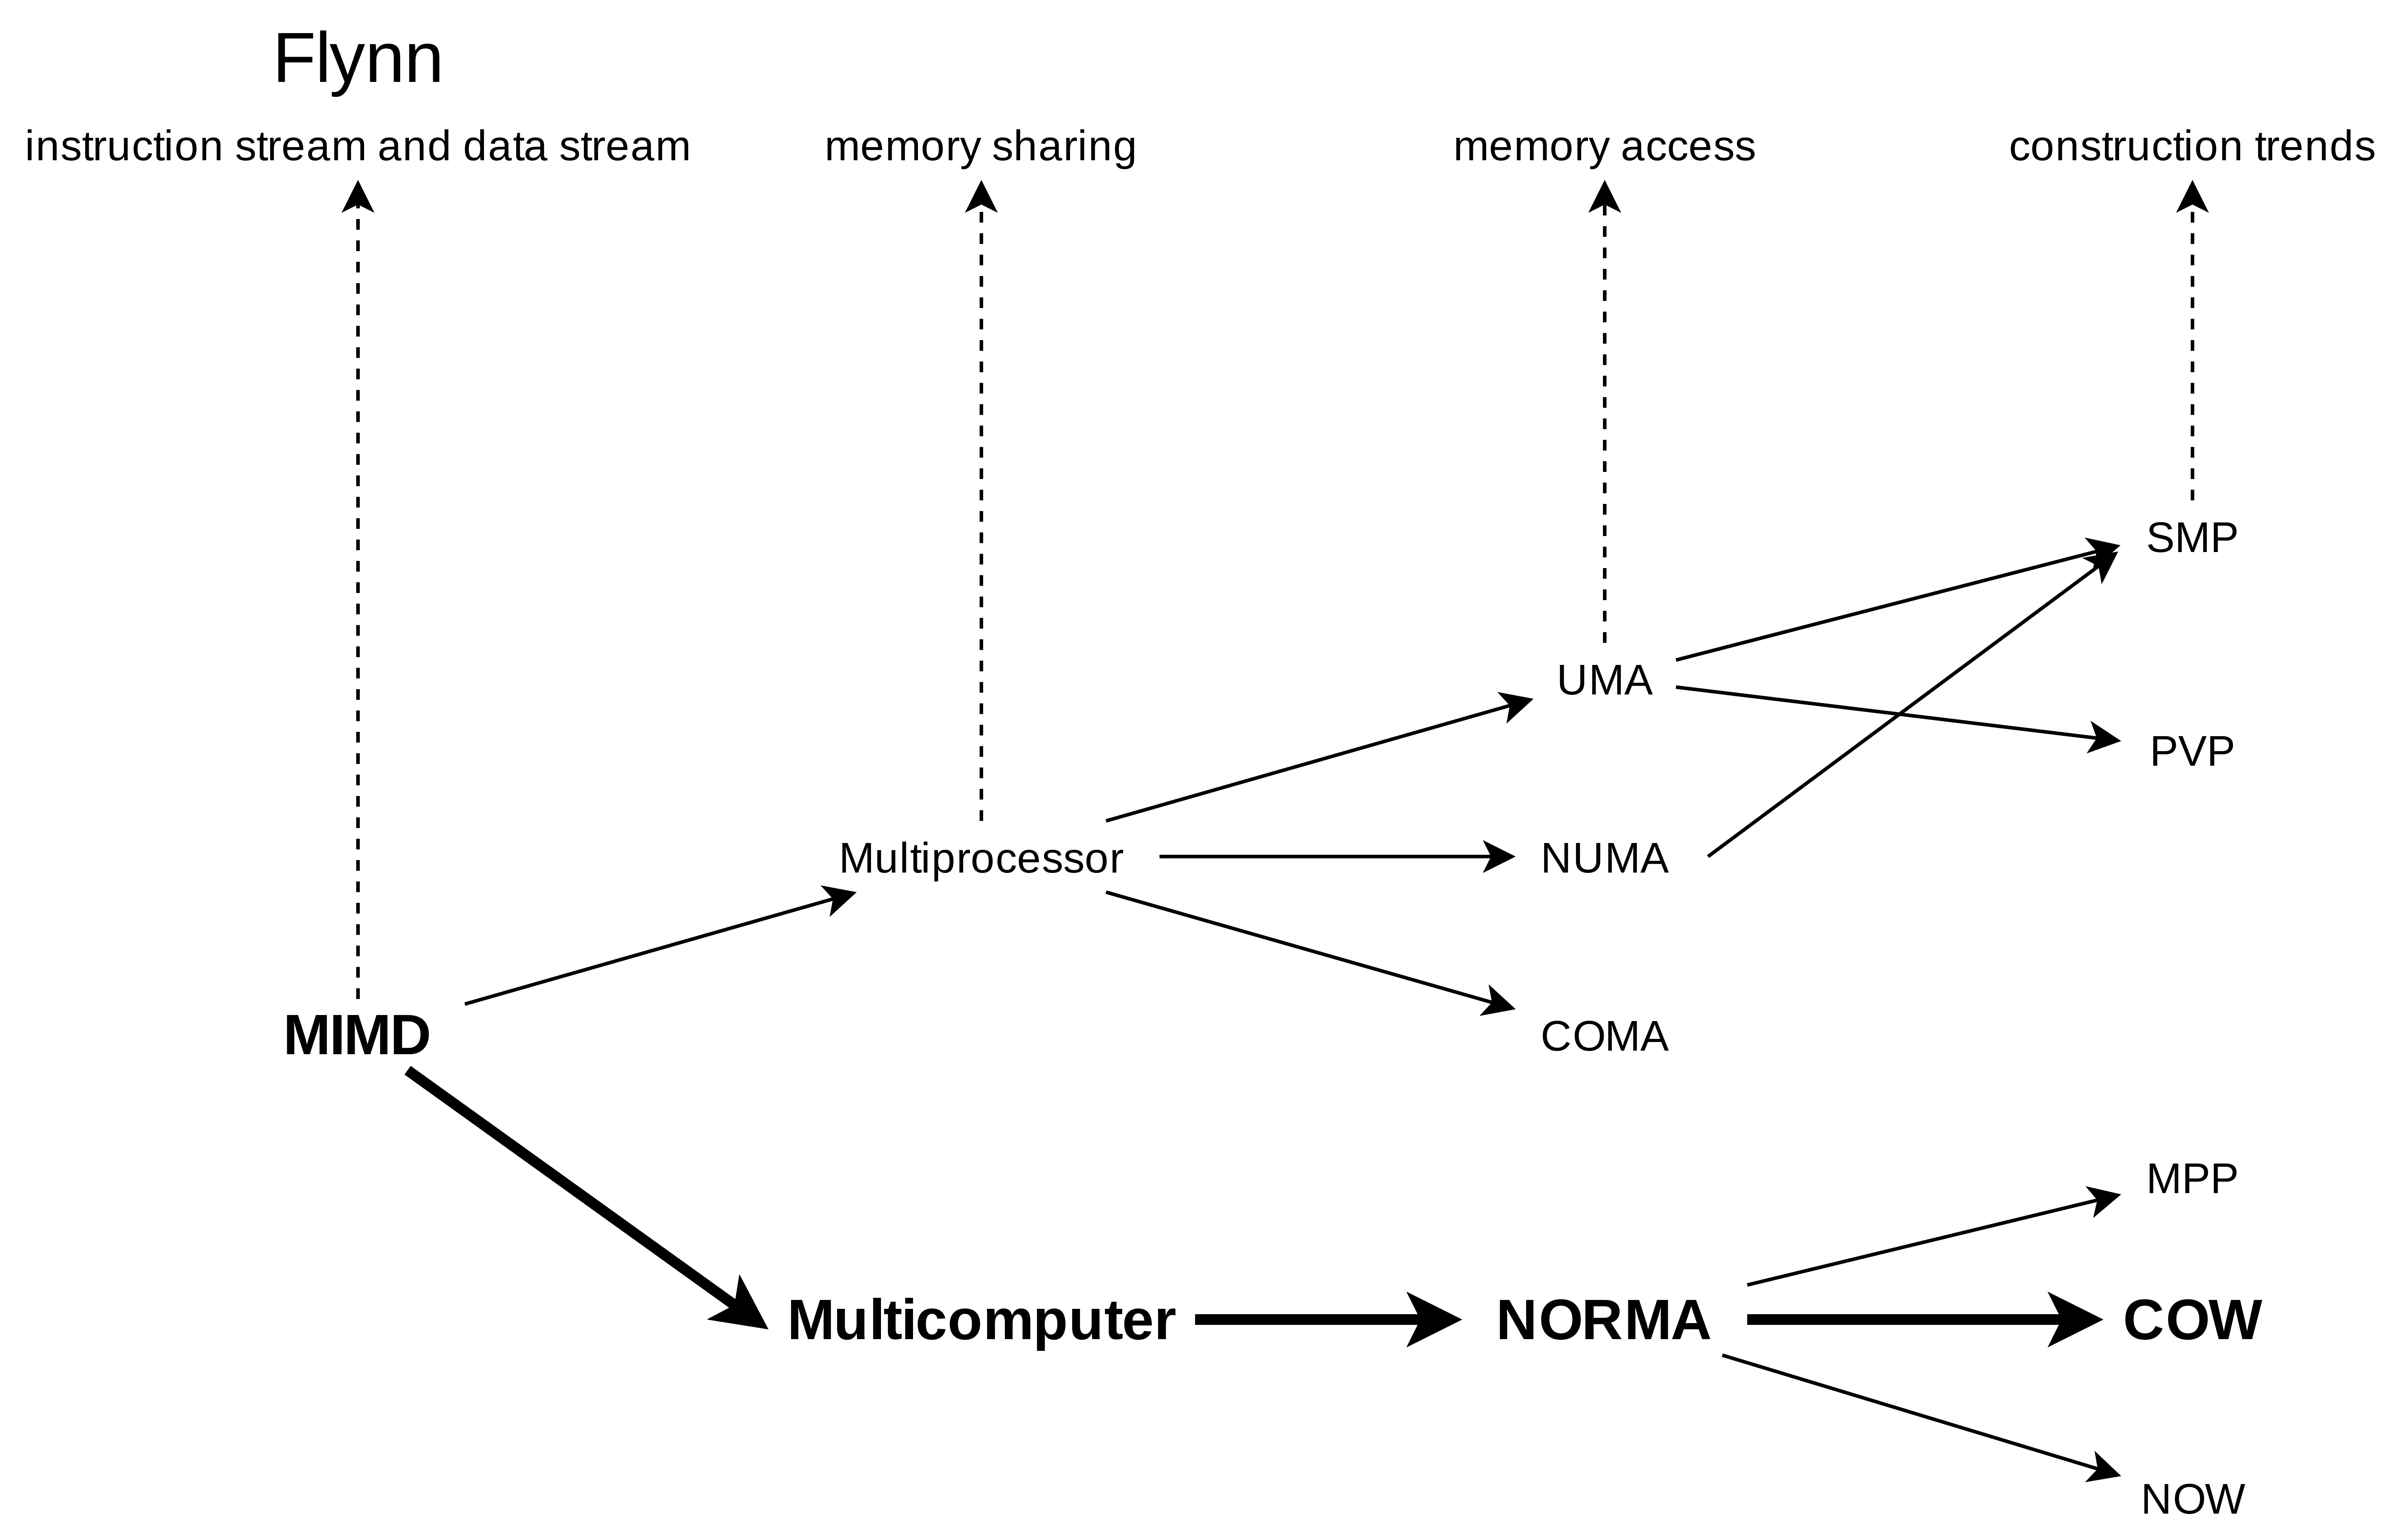 Flynn
instruction stream and data stream
memory sharing
memory access
construction trends
SMP
UMA
PVP
Multiprocessor
NUMA
MIMD
COMA
MPP
Multicomputer
NORMA
COW
NOW